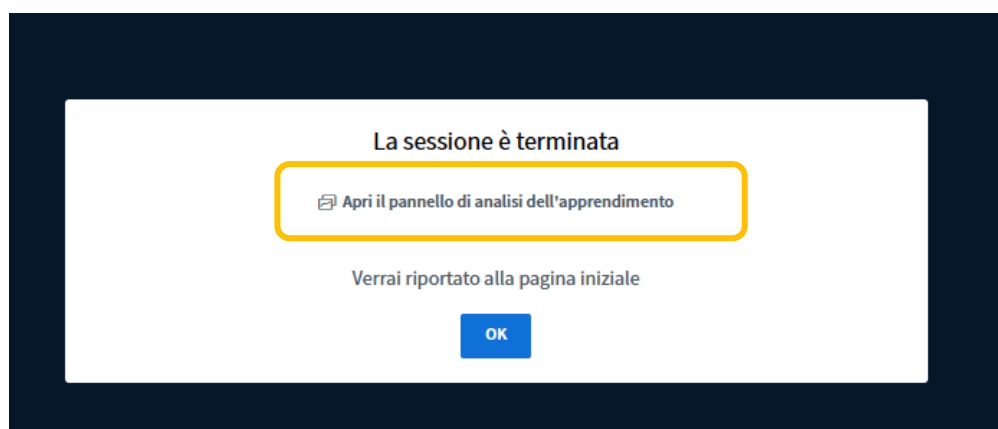 La sessione è terminata
Apri il pannello di analisi dell'apprendimento
Verrai riportato alla pagina iniziale
OK